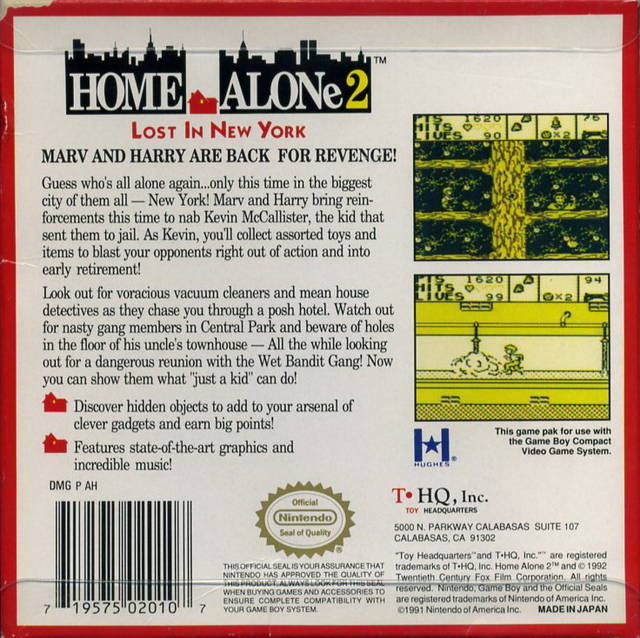 HOME ALONe 2 ™
LOST IN NEW YORK
MARV AND HARRY ARE BACK FOR REVENGE!
Guess who's all alone again...only this time in the biggest
city of them all — New York! Marv and Harry bring rein-
forcements this time to nab Kevin McCallister, the kid that
sent them to jail. As Kevin, you'll collect assorted toys and
items to blast your opponents right out of action and into
early retirement!
Look out for voracious vacuum cleaners and mean house
detectives as they chase you through a posh hotel. Watch out
for nasty gang members in Central Park and beware of holes
in the floor of his uncle's townhouse — All the while looking
out for a dangerous reunion with the Wet Bandit Gang! Now
you can show them what "just a kid" can do!
Discover hidden objects to add to your arsenal of
clever gadgets and earn big points!
Features state-of-the-art graphics and
incredible music!
DMG P AH
7 19575 02010 7
Official
Nintendo
Seal of Quality
®
THIS OFFICIAL SEAL IS YOUR ASSURANCE THAT
NINTENDO HAS APPROVED THE QUALITY OF
THIS PRODUCT. ALWAYS LOOK FOR THIS SEAL
WHEN BUYING GAMES AND ACCESSORIES TO
ENSURE COMPLETE COMPATIBILITY WITH
YOUR GAME BOY SYSTEM.
PTS 1620 76
HITS
LIVES 90 X2
PTS 1620 94
HITS
LIVES 99 X2
HUGHES ®
This game pak for use with
the Game Boy Compact
Video Game System.
T•HQ, Inc.
TOY HEADQUARTERS
5000 N. PARKWAY CALABASAS SUITE 107
CALABASAS, CA 91302
"Toy Headquarters" and T•HQ, Inc."™ are registered
trademarks of T•HQ, Inc. Home Alone 2™ and © 1992
Twentieth Century Fox Film Corporation. All rights
reserved. Nintendo, Game Boy and the Official Seals
are registered trademarks of Nintendo of America Inc.
©1991 Nintendo of America Inc. MADE IN JAPAN